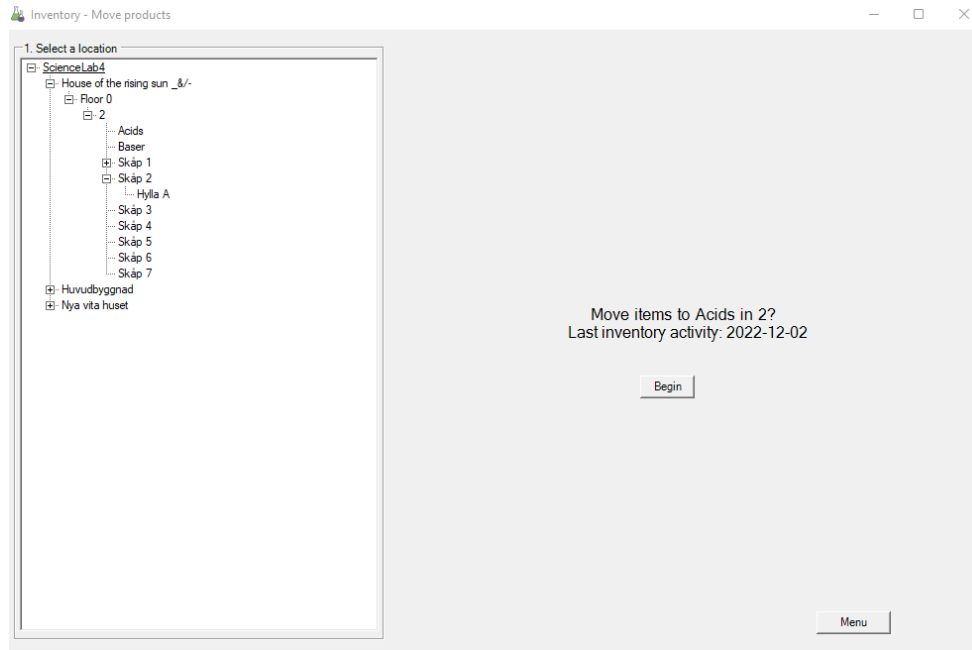 Inventory - Move products
1. Select a location
ScienceLab4
House of the rising sun _&/-
Floor 0
2
Acids
Baser
Skåp 1
Skåp 2
Hylla A
Skåp 3
Skåp 4
Skåp 5
Skåp 6
Skåp 7
Huvudbyggnad
Nya vita huset
Move items to Acids in 2?
Last inventory activity: 2022-12-02
Begin
Menu